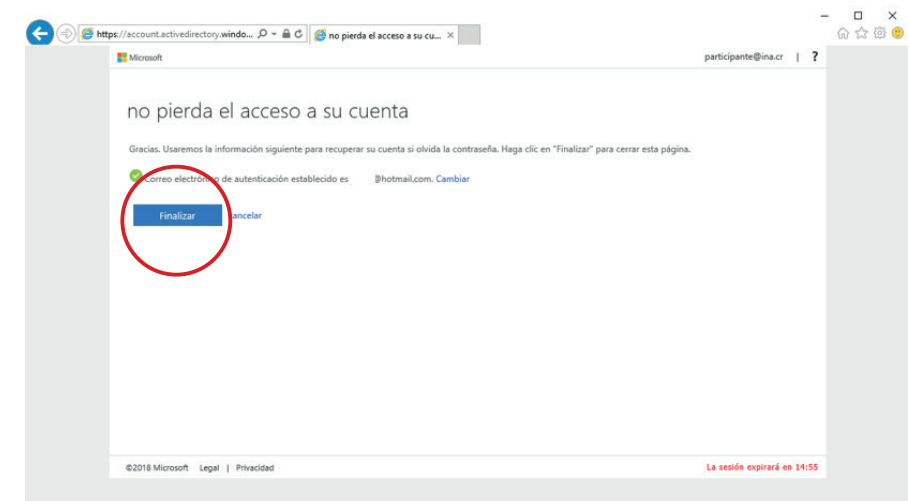 https://account.activedirectory.windo...
no pierda el acceso a su cu...
Microsoft
participante@ina.cr | ?
no pierda el acceso a su cuenta
Gracias. Usaremos la información siguiente para recuperar su cuenta si olvida la contraseña. Haga clic en "Finalizar" para cerrar esta página.
Correo electrónico de autenticación establecido es @hotmail.com. Cambiar
Finalizar Cancelar
©2018 Microsoft Legal | Privacidad
La sesión expirará en 14:55